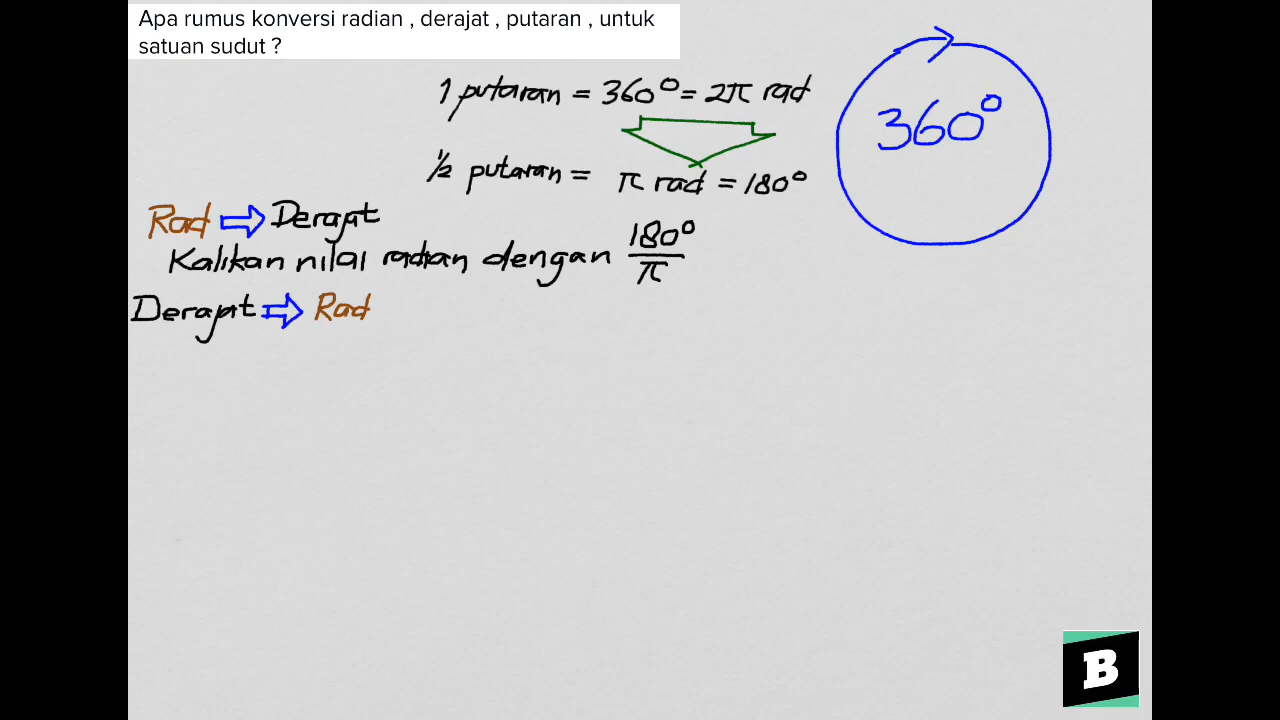 Apa rumus konversi radian , derajat , putaran , untuk
satuan sudut ?
1 putaran = 360° = 2π rad
360°
½ putaran = π rad = 180°
Rad ⇨ Derajat
Kalikan nilai radian dengan 180°/π
Derajat ⇨ Rad
B